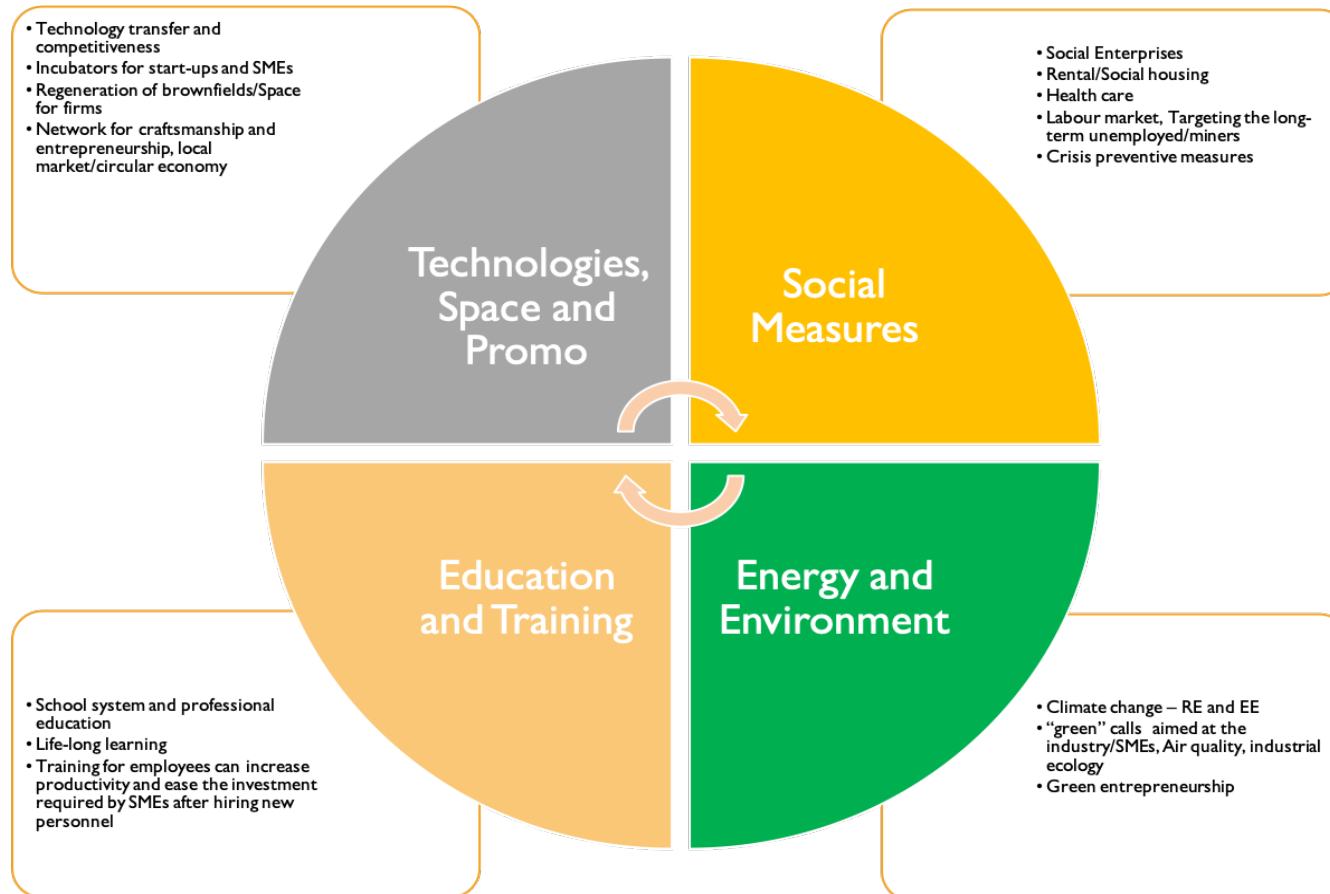 • Technology transfer and
competitiveness
• Incubators for start-ups and SMEs
• Regeneration of brownfields/Space
for firms
• Network for craftsmanship and
entrepreneurship, local
market/circular economy
• Social Enterprises
• Rental/Social housing
• Health care
• Labour market, Targeting the long-
term unemployed/miners
• Crisis preventive measures
Technologies,
Space and
Promo
Social
Measures
Education
and Training
Energy and
Environment
• School system and professional
education
• Life-long learning
• Training for employees can increase
productivity and ease the investment
required by SMEs after hiring new
personnel
• Climate change – RE and EE
• “green” calls aimed at the
industry/SMEs, Air quality, industrial
ecology
• Green entrepreneurship